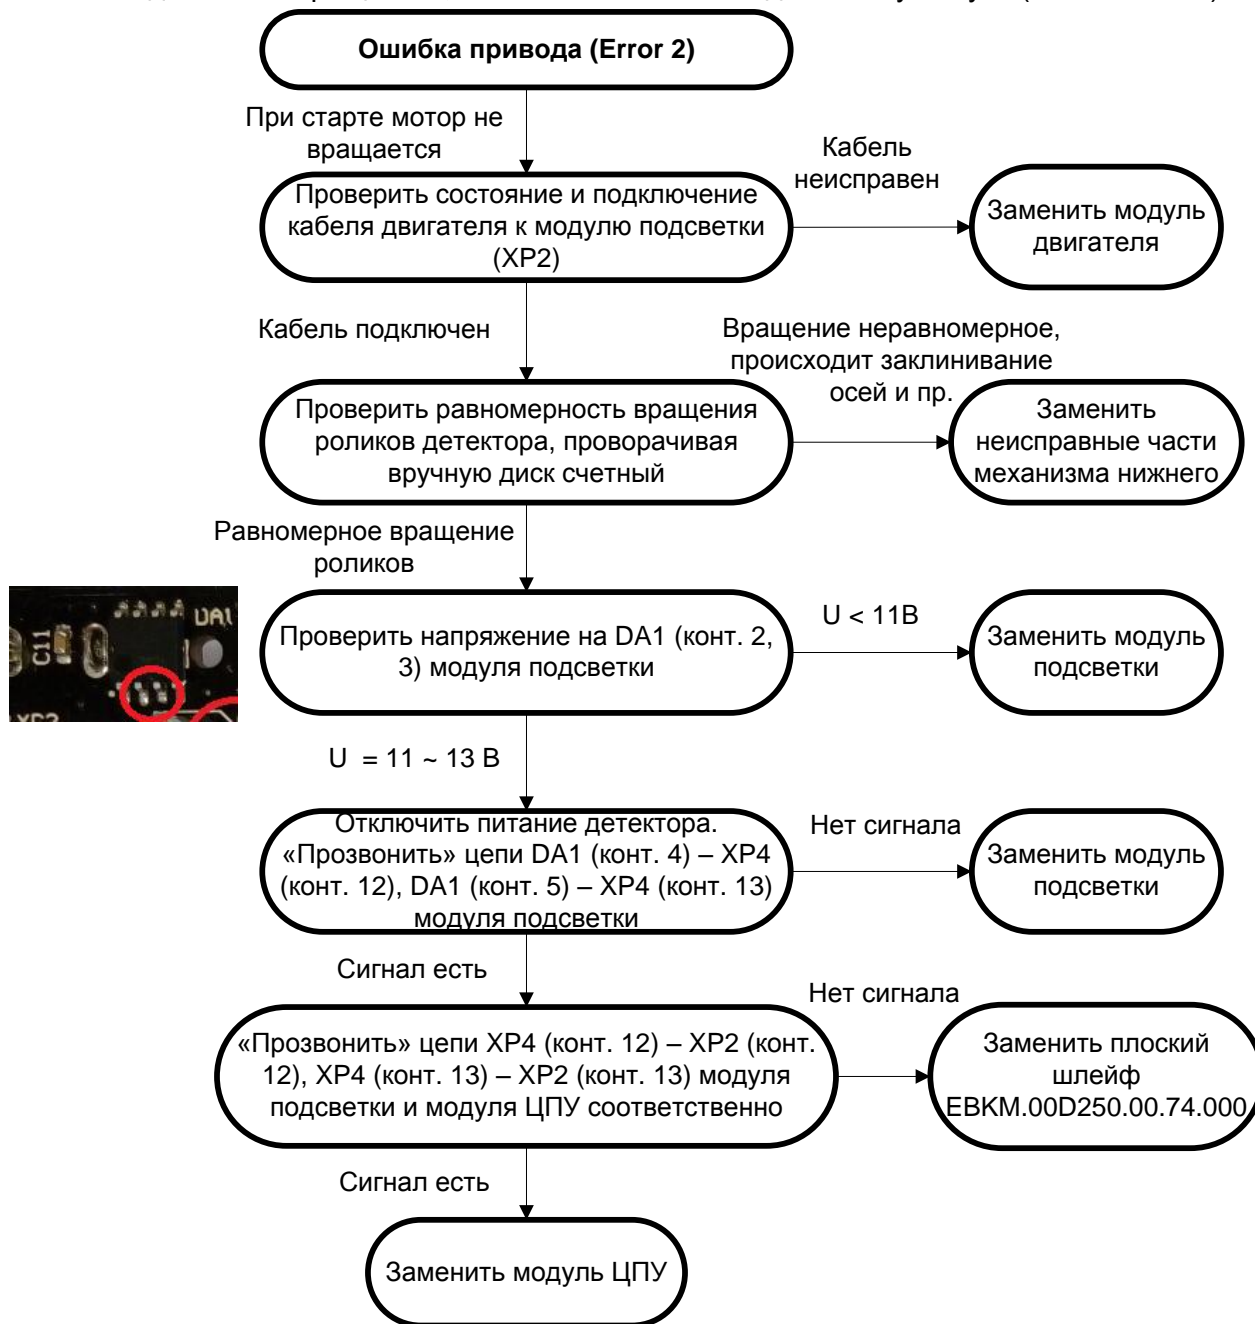 Ошибка привода (Error 2)
При старте мотор не
вращается
Кабель
неисправен
Проверить состояние и подключение
кабеля двигателя к модулю подсветки
(XP2)
Заменить модуль
двигателя
Кабель подключен
Вращение неравномерное,
происходит заклинивание
осей и пр.
Проверить равномерность вращения
роликов детектора, проворачивая
вручную диск счетный
Заменить
неисправные части
механизма нижнего
Равномерное вращение
роликов
C11
DA1
XP2
Проверить напряжение на DA1 (конт. 2,
3) модуля подсветки
U < 11В
Заменить модуль
подсветки
U = 11 ~ 13 В
Отключить питание детектора.
«Прозвонить» цепи DA1 (конт. 4) – XP4
(конт. 12), DA1 (конт. 5) – XP4 (конт. 13)
модуля подсветки
Нет сигнала
Заменить модуль
подсветки
Сигнал есть
Нет сигнала
«Прозвонить» цепи XP4 (конт. 12) – XP2 (конт.
12), XP4 (конт. 13) – XP2 (конт. 13) модуля
подсветки и модуля ЦПУ соответственно
Заменить плоский
шлейф
EBKM.00D250.00.74.000
Сигнал есть
Заменить модуль ЦПУ